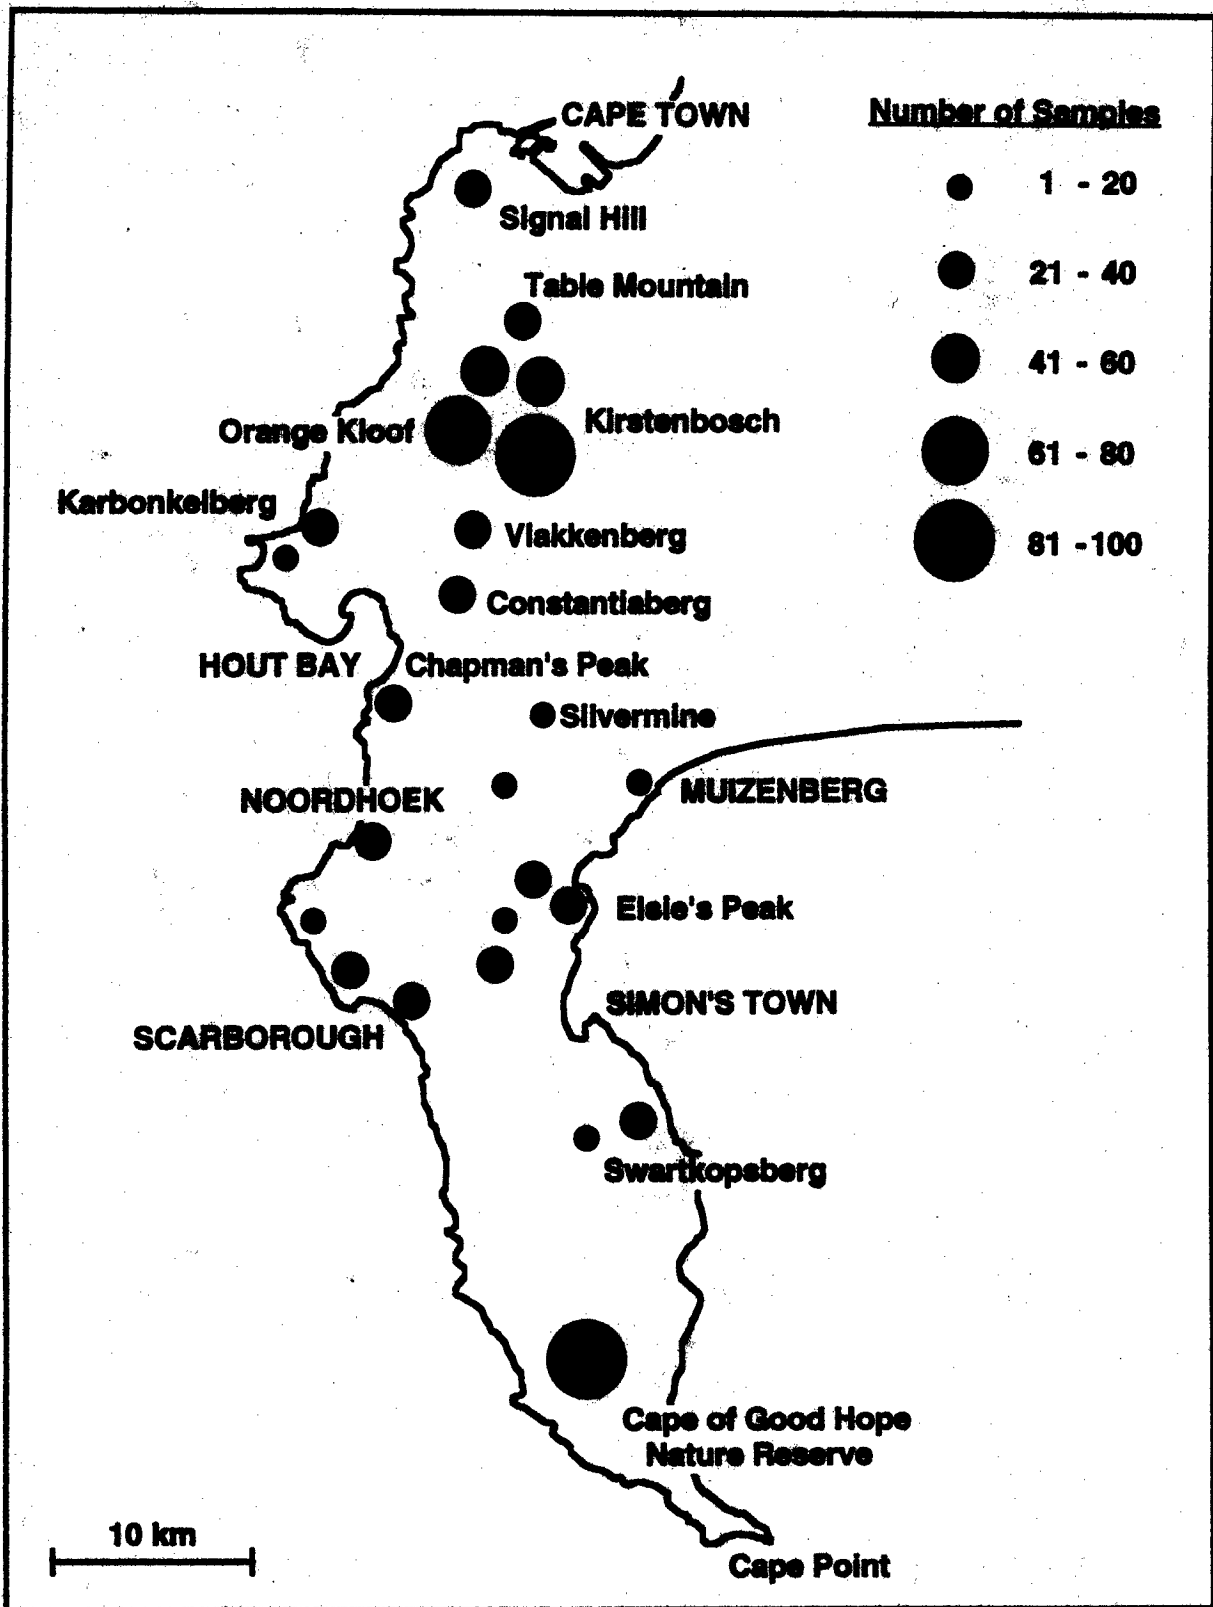 CAPE TOWN
Number of Samples
1 - 20
Signal Hill
21 - 40
Table Mountain
41 - 60
Orange Kloof
Kirstenbosch
61 - 80
Karbonkelberg
Vlakkenberg
81 -100
Constantiaberg
HOUT BAY
Chapman's Peak
Silvermine
NOORDHOEK
MUIZENBERG
Elsie's Peak
SIMON'S TOWN
SCARBOROUGH
Swartkopsberg
Cape of Good Hope
Nature Reserve
10 km
Cape Point